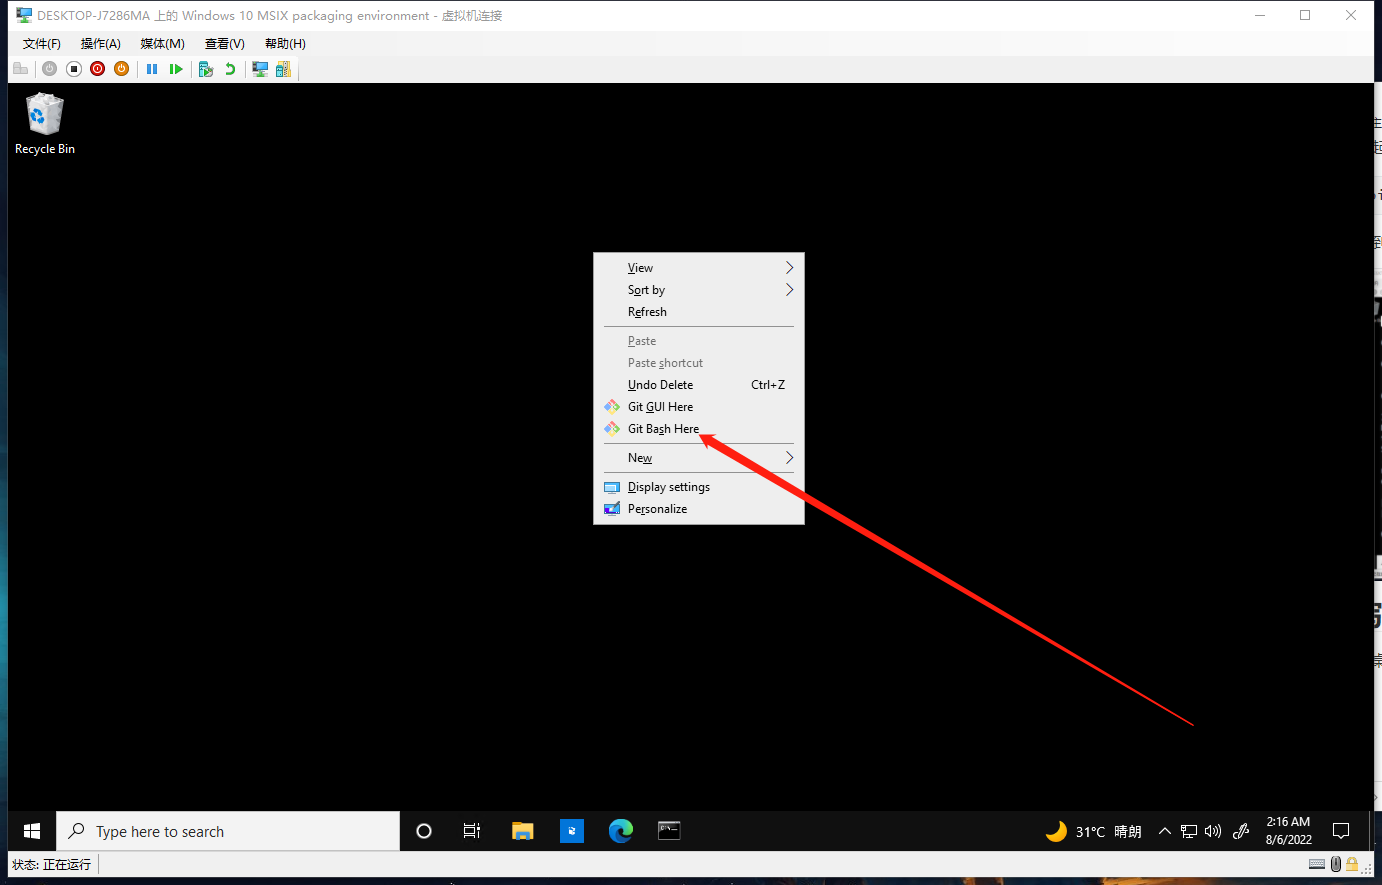 DESKTOP-J7286MA 上的 Windows 10 MSIX packaging environment - 虚拟机连接
文件(F) 操作(A) 媒体(M) 查看(V) 帮助(H)
Recycle Bin
View
Sort by
Refresh
Paste
Paste shortcut
Undo Delete Ctrl+Z
Git GUI Here
Git Bash Here
New
Display settings
Personalize
Type here to search
31°C 晴朗
2:16 AM
8/6/2022
状态: 正在运行